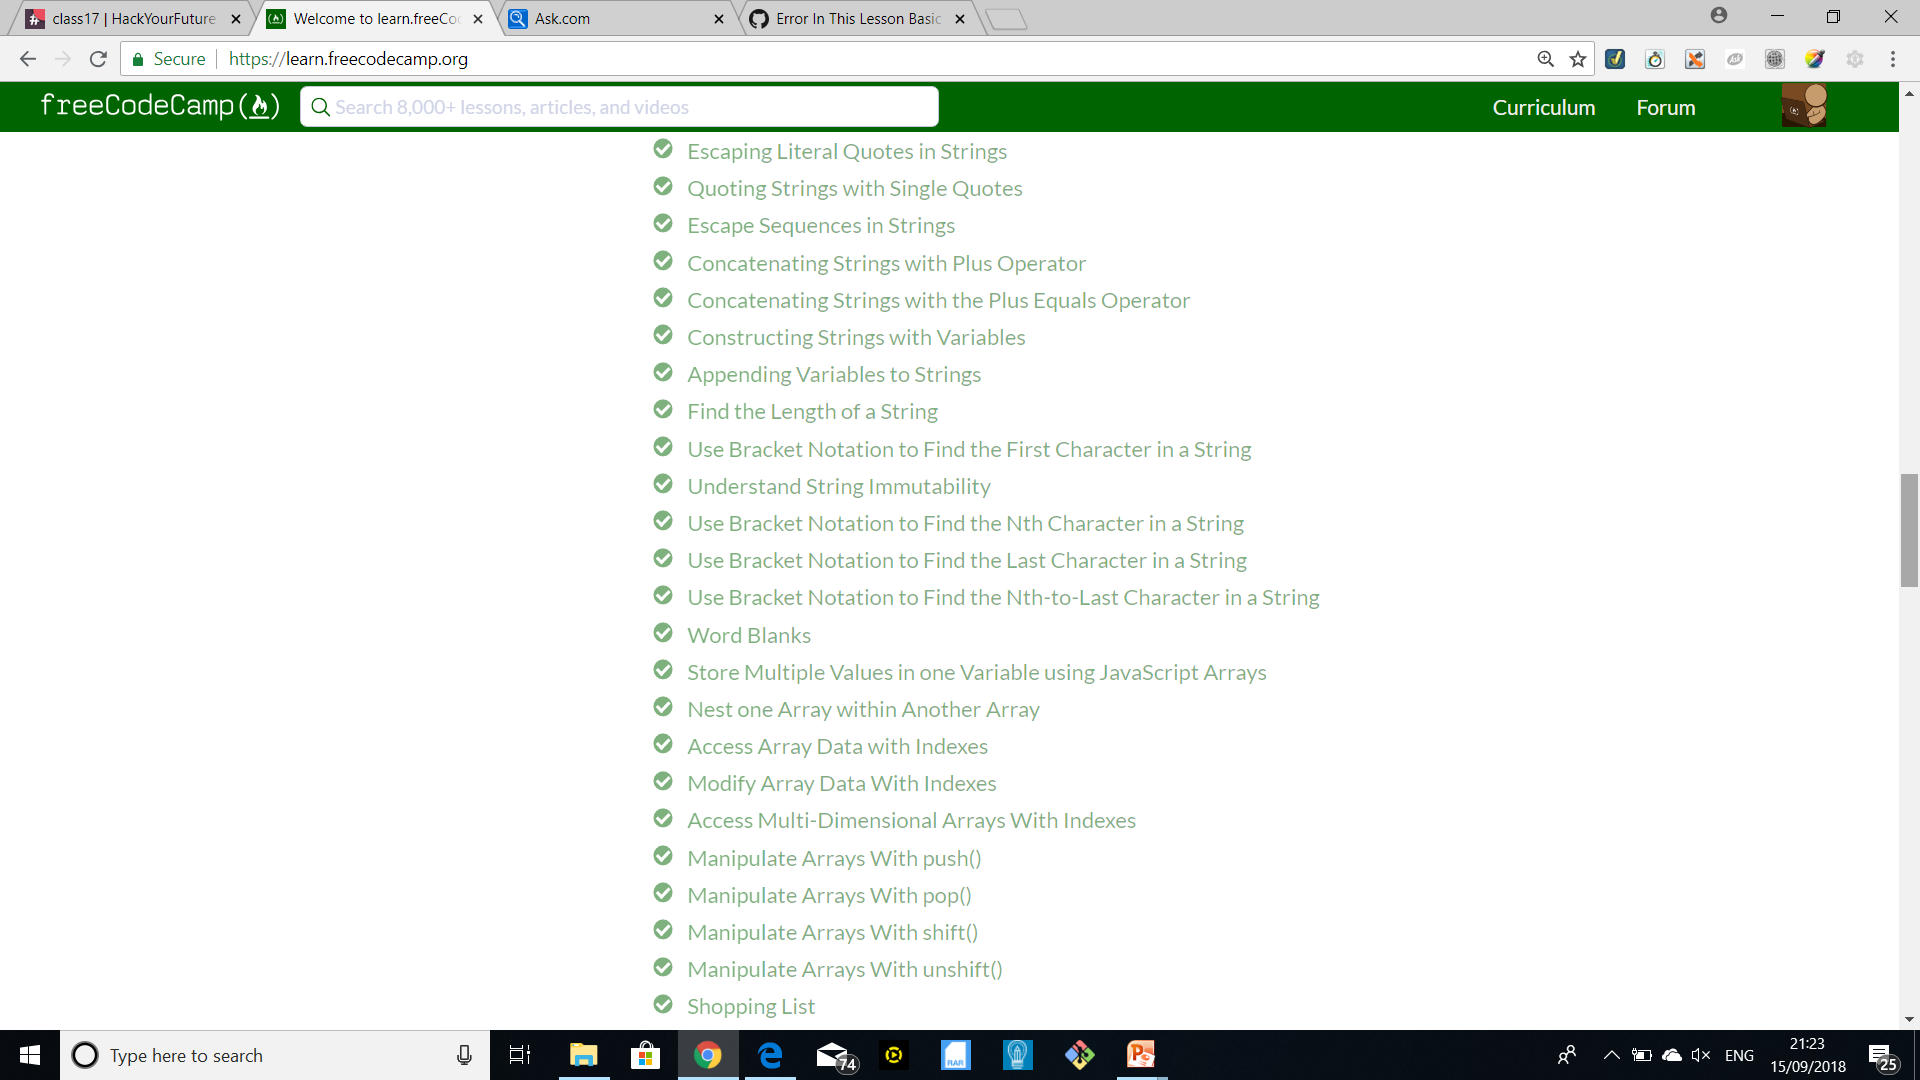 class17 | HackYourFuture
Welcome to learn.freeCo
Ask.com
Error In This Lesson Basic
Secure
https://learn.freecodecamp.org
freeCodeCamp
Search 8,000+ lessons, articles, and videos
Curriculum
Forum
Escaping Literal Quotes in Strings
Quoting Strings with Single Quotes
Escape Sequences in Strings
Concatenating Strings with Plus Operator
Concatenating Strings with the Plus Equals Operator
Constructing Strings with Variables
Appending Variables to Strings
Find the Length of a String
Use Bracket Notation to Find the First Character in a String
Understand String Immutability
Use Bracket Notation to Find the Nth Character in a String
Use Bracket Notation to Find the Last Character in a String
Use Bracket Notation to Find the Nth-to-Last Character in a String
Word Blanks
Store Multiple Values in one Variable using JavaScript Arrays
Nest one Array within Another Array
Access Array Data with Indexes
Modify Array Data With Indexes
Access Multi-Dimensional Arrays With Indexes
Manipulate Arrays With push()
Manipulate Arrays With pop()
Manipulate Arrays With shift()
Manipulate Arrays With unshift()
Shopping List
Type here to search
74
RAR
ENG
21:23
15/09/2018
25